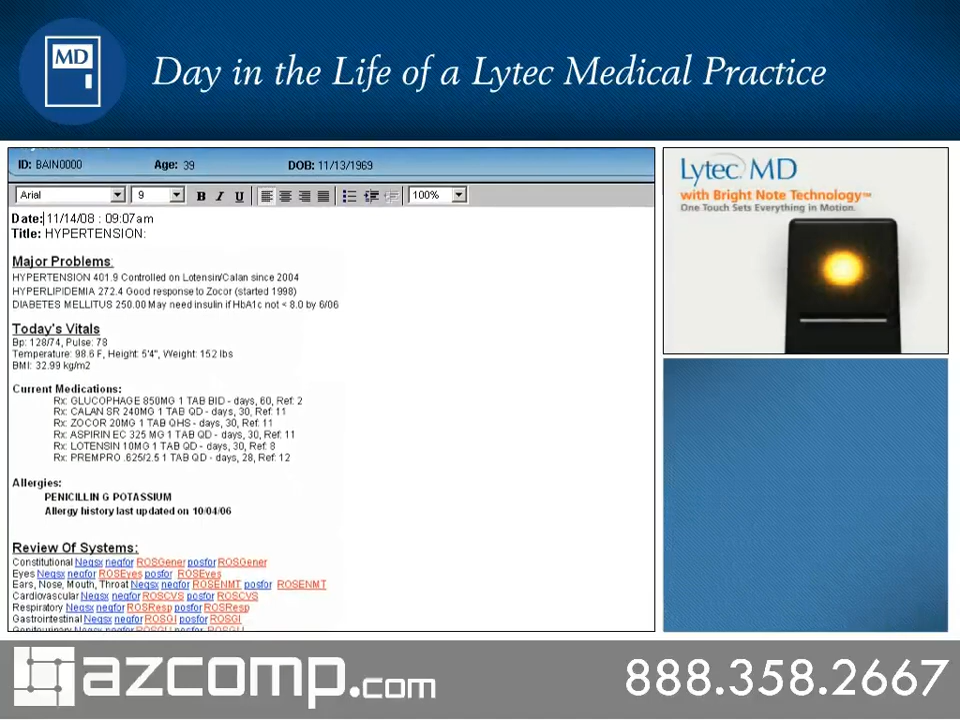 MD
Day in the Life of a Lytec Medical Practice
ID: BAIN0000 Age: 39 DOB: 11/13/1969
Arial 9 B I U 100%
Date: 11/14/08 : 09:07am
Title: HYPERTENSION:
Major Problems:
HYPERTENSION 401.9 Controlled on Lotensin/Calan since 2004
HYPERLIPIDEMIA 272.4 Good response to Zocor (started 1998)
DIABETES MELLITUS 250.00 May need insulin if HbA1c not < 8.0 by 6/06
Today's Vitals
Bp: 128/74, Pulse: 78
Temperature: 98.6 F, Height: 5'4", Weight: 152 lbs
BMI: 32.99 kg/m2
Current Medications:
Rx: GLUCOPHAGE 850MG 1 TAB BID - days, 60, Ref: 2
Rx: CALAN SR 240MG 1 TAB QD - days, 30, Ref: 11
Rx: ZOCOR 20MG 1 TAB QHS - days, 30, Ref: 11
Rx: ASPIRIN EC 325 MG 1 TAB QD - days, 30, Ref: 11
Rx: LOTENSIN 10MG 1 TAB QD - days, 30, Ref: 8
Rx: PREMPRO .625/2.5 1 TAB QD - days, 28, Ref: 12
Allergies:
PENICILLIN G POTASSIUM
Allergy history last updated on 10/04/06
Review Of Systems:
Constitutional Negsx negfor ROSGener posfor ROSGener
Eyes Negsx negfor ROSEyes posfor ROSEyes
Ears, Nose, Mouth, Throat Negsx negfor ROSENMT posfor ROSENMT
Cardiovascular Negsx negfor ROSCVS posfor ROSCVS
Respiratory Negsx negfor ROSResp posfor ROSResp
Gastrointestinal Negsx negfor ROSGI posfor ROSGI
Lytec MD
with Bright Note Technology™
One Touch Sets Everything in Motion.
azcomp.com
888.358.2667